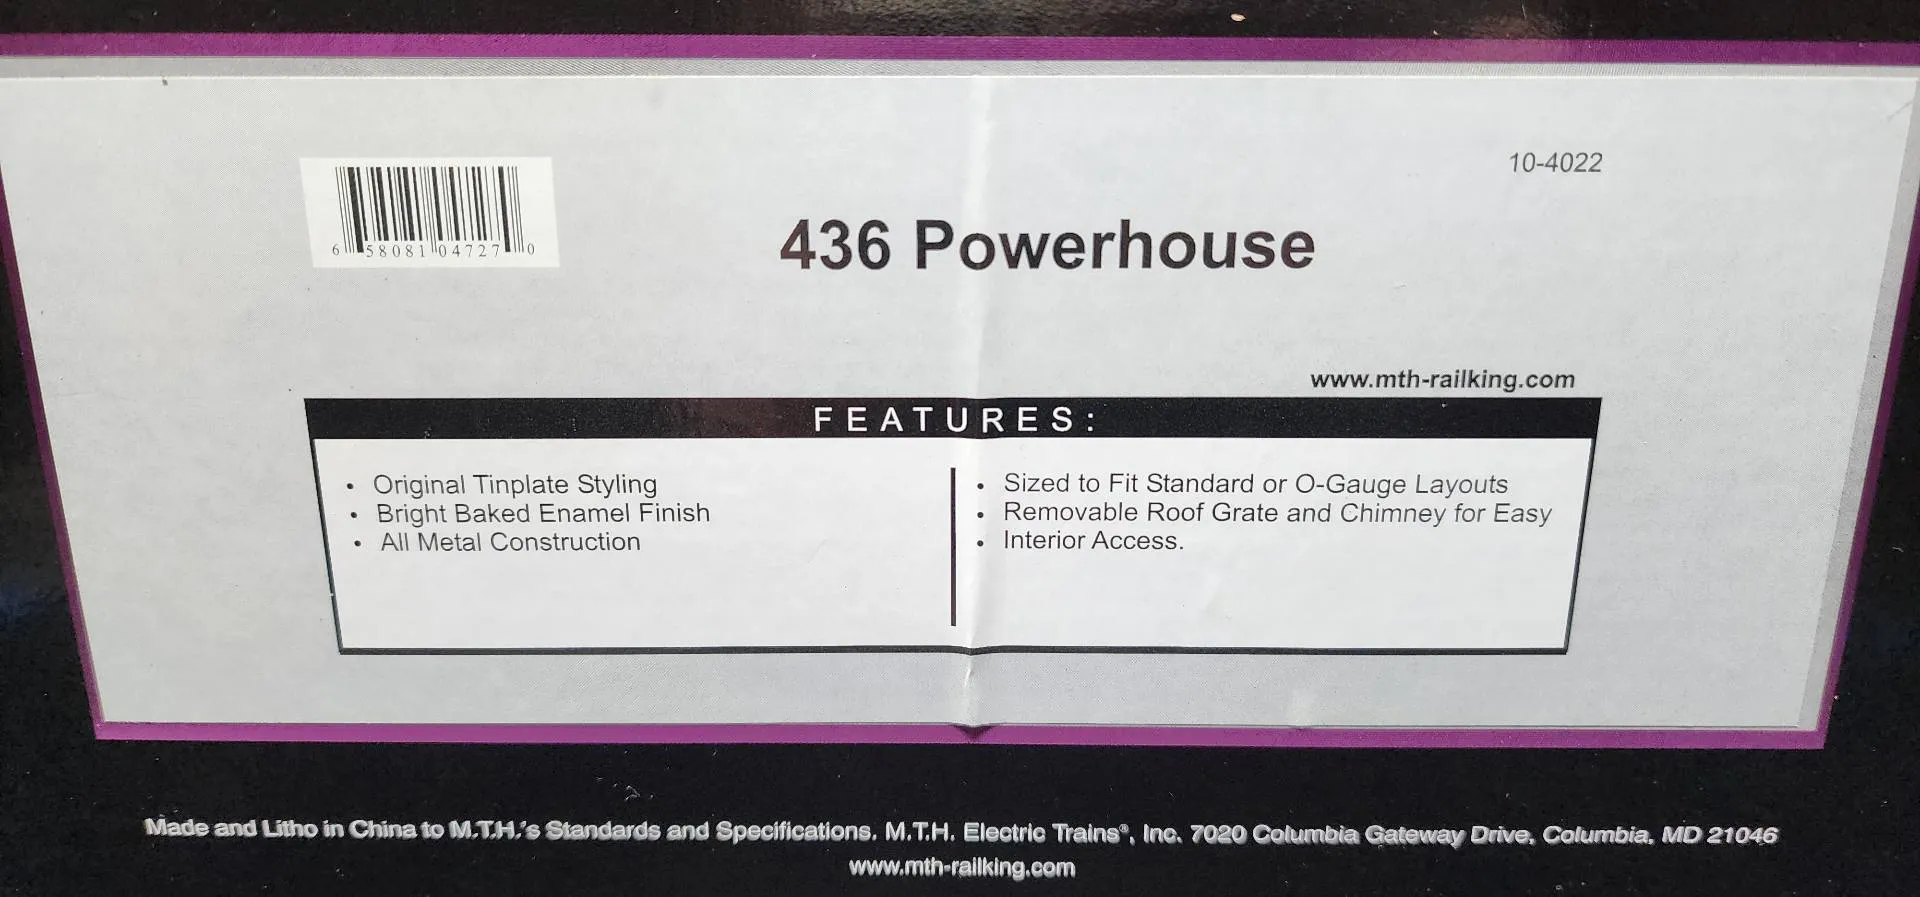 10-4022
6 58081 04727 0
436 Powerhouse
www.mth-railking.com
FEATURES:
• Original Tinplate Styling
• Bright Baked Enamel Finish
• All Metal Construction
• Sized to Fit Standard or O-Gauge Layouts
• Removable Roof Grate and Chimney for Easy
• Interior Access.
Made and Litho in China to M.T.H.'s Standards and Specifications. M.T.H. Electric Trains®, Inc. 7020 Columbia Gateway Drive, Columbia, MD 21046
www.mth-railking.com